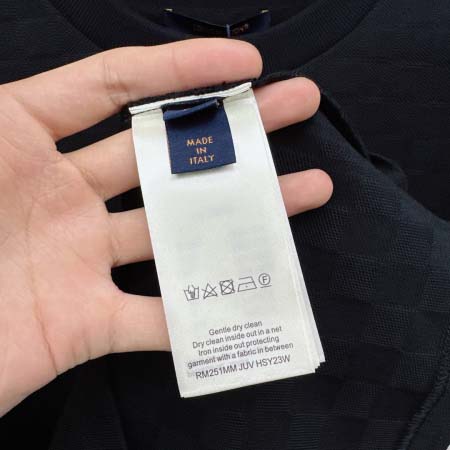 MADE
IN
ITALY
Gentle dry clean
Dry clean inside out in a net
Iron inside out protecting
garment with a fabric in between
RM251MM JUV HSY23W